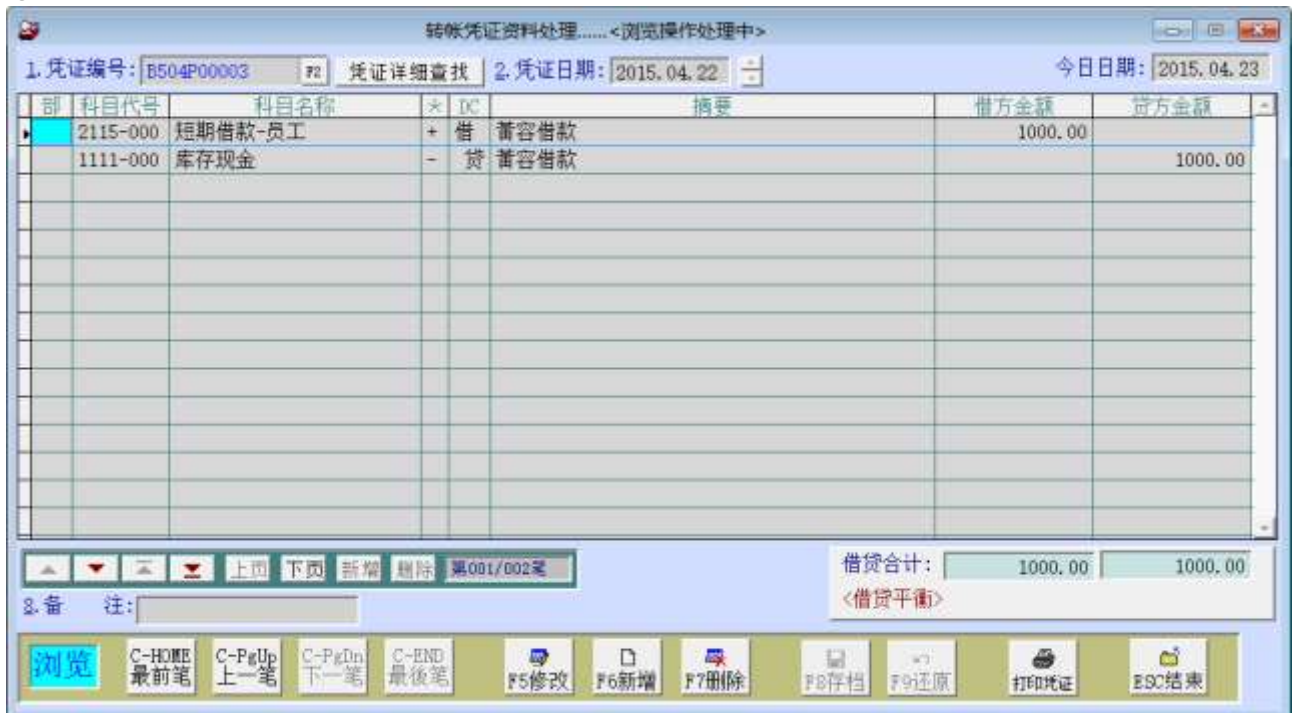 转帐凭证资料处理......<浏览操作处理中>
1.凭证编号: B504P00003 F2 凭证详细查找 2.凭证日期: 2015.04.22 今日日期: 2015.04.23
部 科目代号 科目名称 * DC 摘要 借方金额 贷方金额
2115-000 短期借款-员工 + 借 蕾容借款 1000.00
1111-000 库存现金 - 贷 蕾容借款 1000.00
上页 下页 新增 删除 第001/002笔 借贷合计: 1000.00 1000.00
<借贷平衡>
8.备 注:
浏览 C-HOME C-PgUp C-PgDn C-END
最前笔 上一笔 下一笔 最後笔 F5修改 F6新增 F7删除 F8存档 F9还原 打印凭证 ESC结束